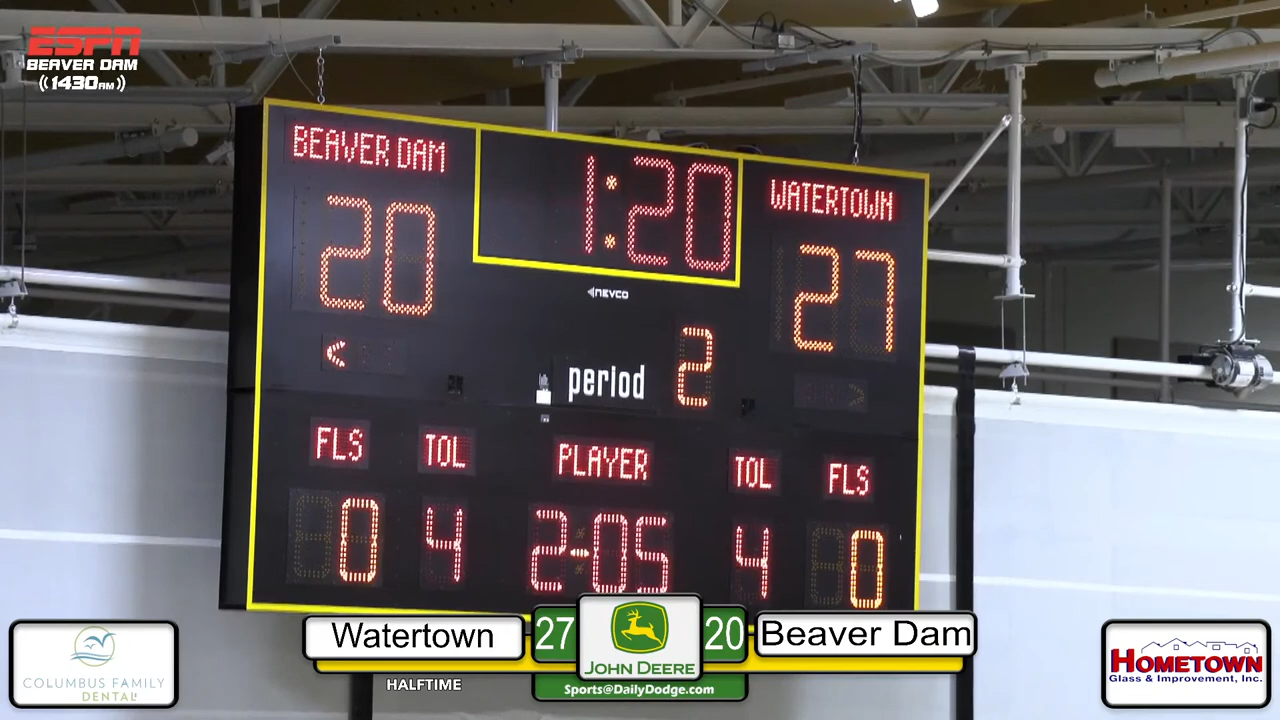 ESPN
BEAVER DAM
1430AM
BEAVER DAM
1:20
WATERTOWN
20
27
NEVCO
<
period
2
FLS
TOL
PLAYER
TOL
FLS
0
4
2-05
4
0
Watertown
27
20
Beaver Dam
JOHN DEERE
HALFTIME
Sports@DailyDodge.com
COLUMBUS FAMILY
DENTAL
HOMETOWN
Glass & Improvement, Inc.